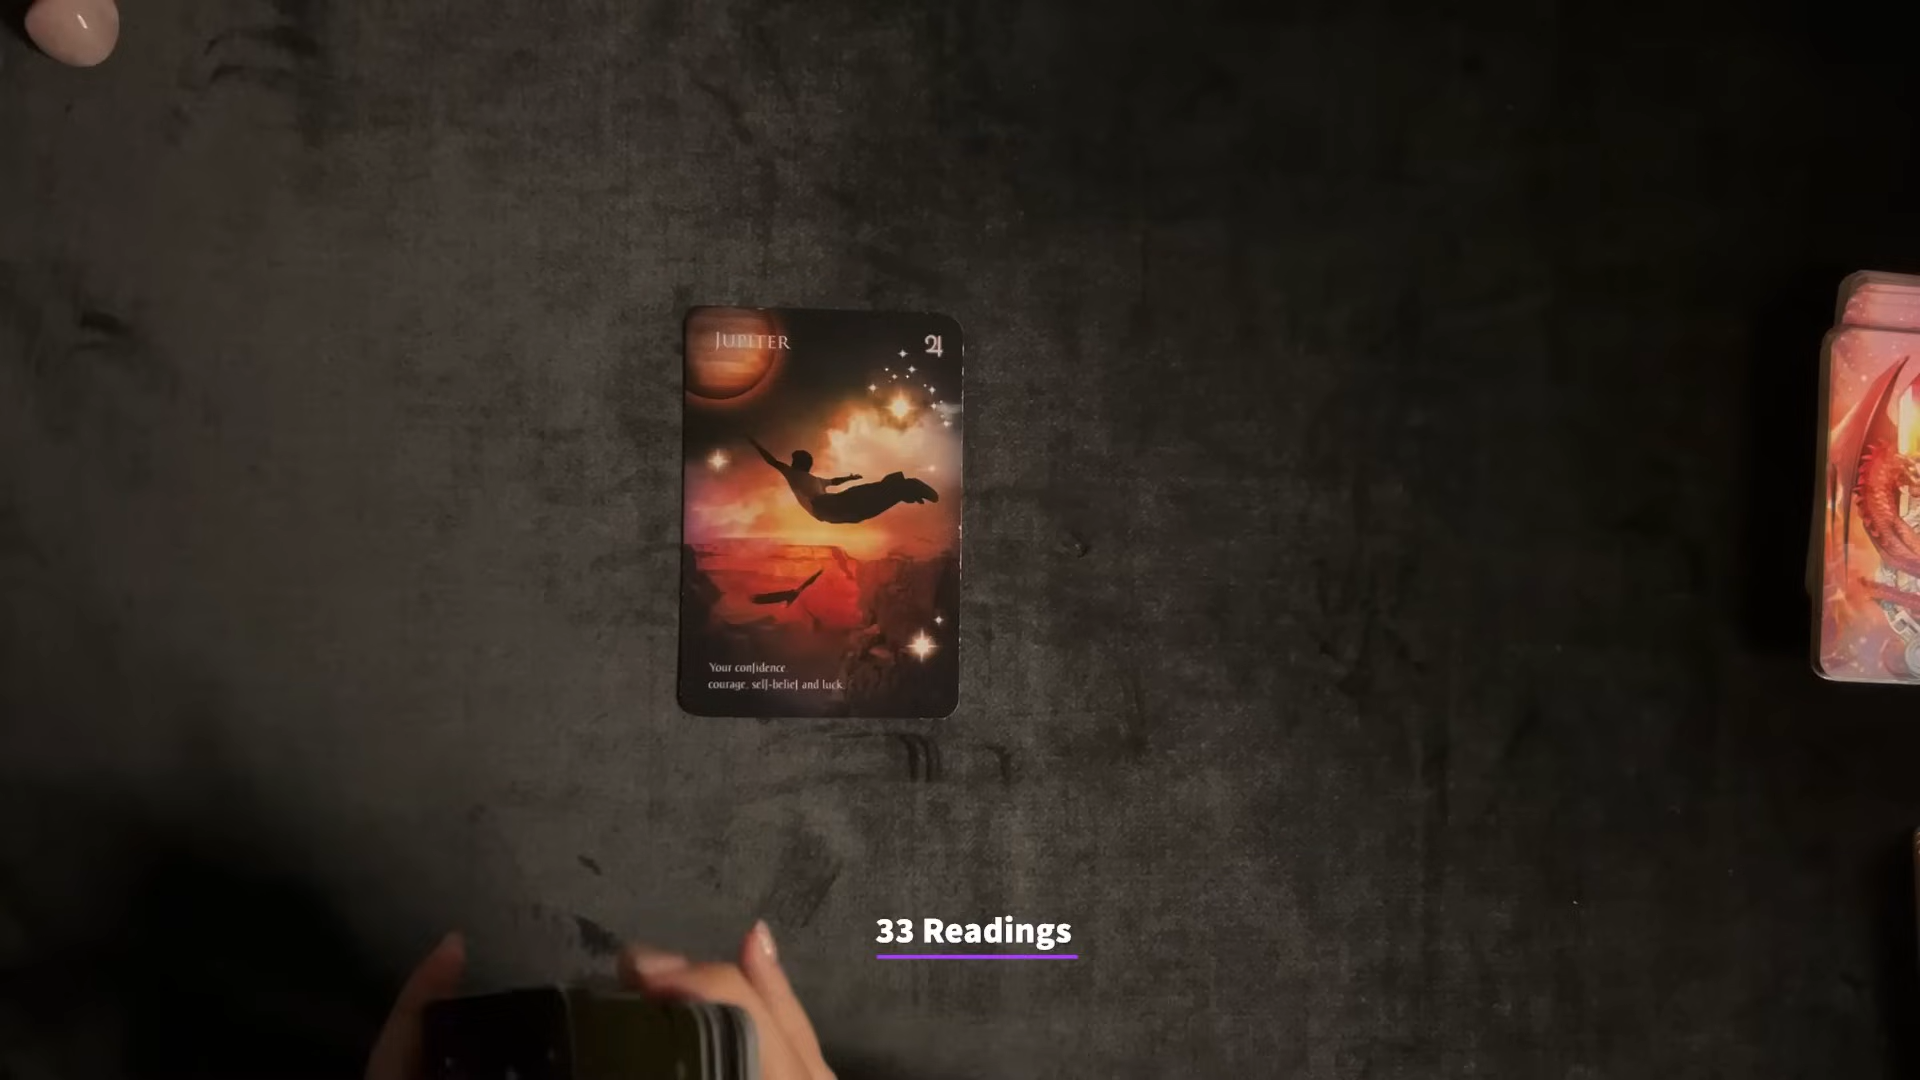 JUPITER
♃
Your confidence,
courage, self-belief and luck.
33 Readings